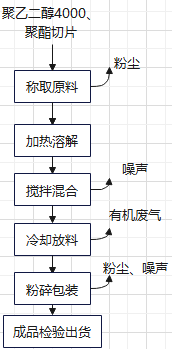 聚乙二醇4000、
聚酯切片
粉尘
称取原料
加热溶解
噪声
搅拌混合
有机废气
冷却放料
粉尘、噪声
粉碎包装
成品检验出货